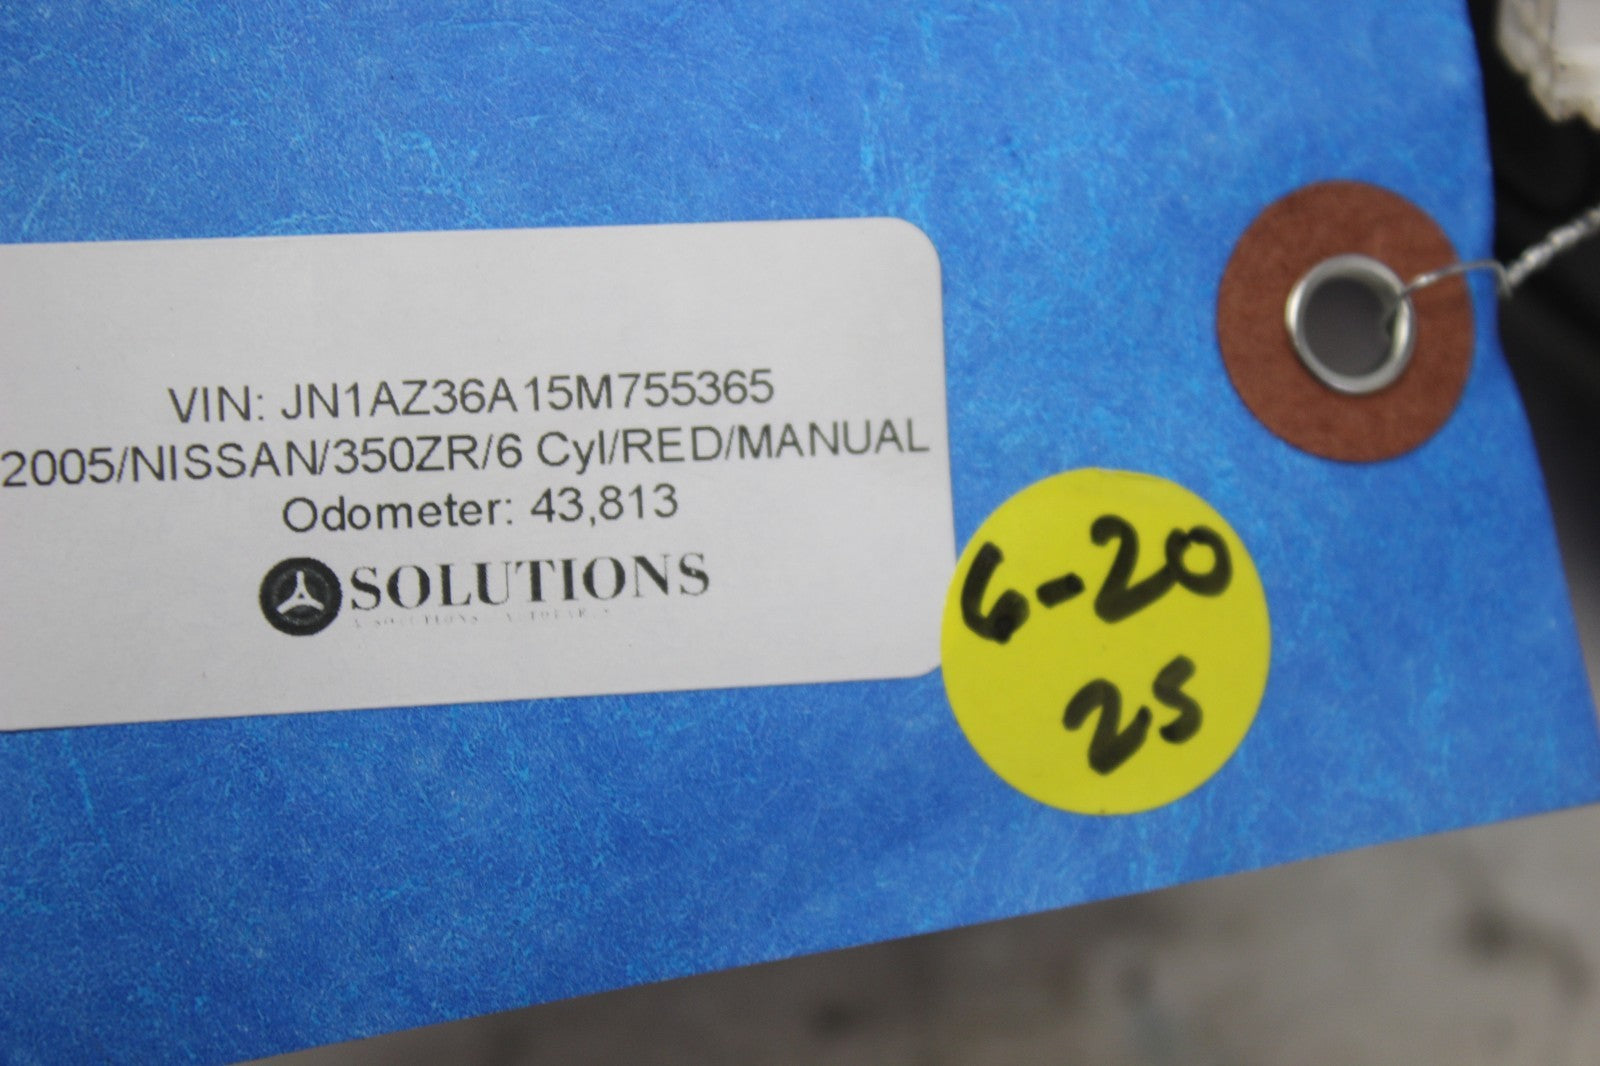 VIN: JN1AZ36A15M755365
2005/NISSAN/350ZR/6 Cyl/RED/MANUAL
Odometer: 43,813
SOLUTIONS
6-20
25